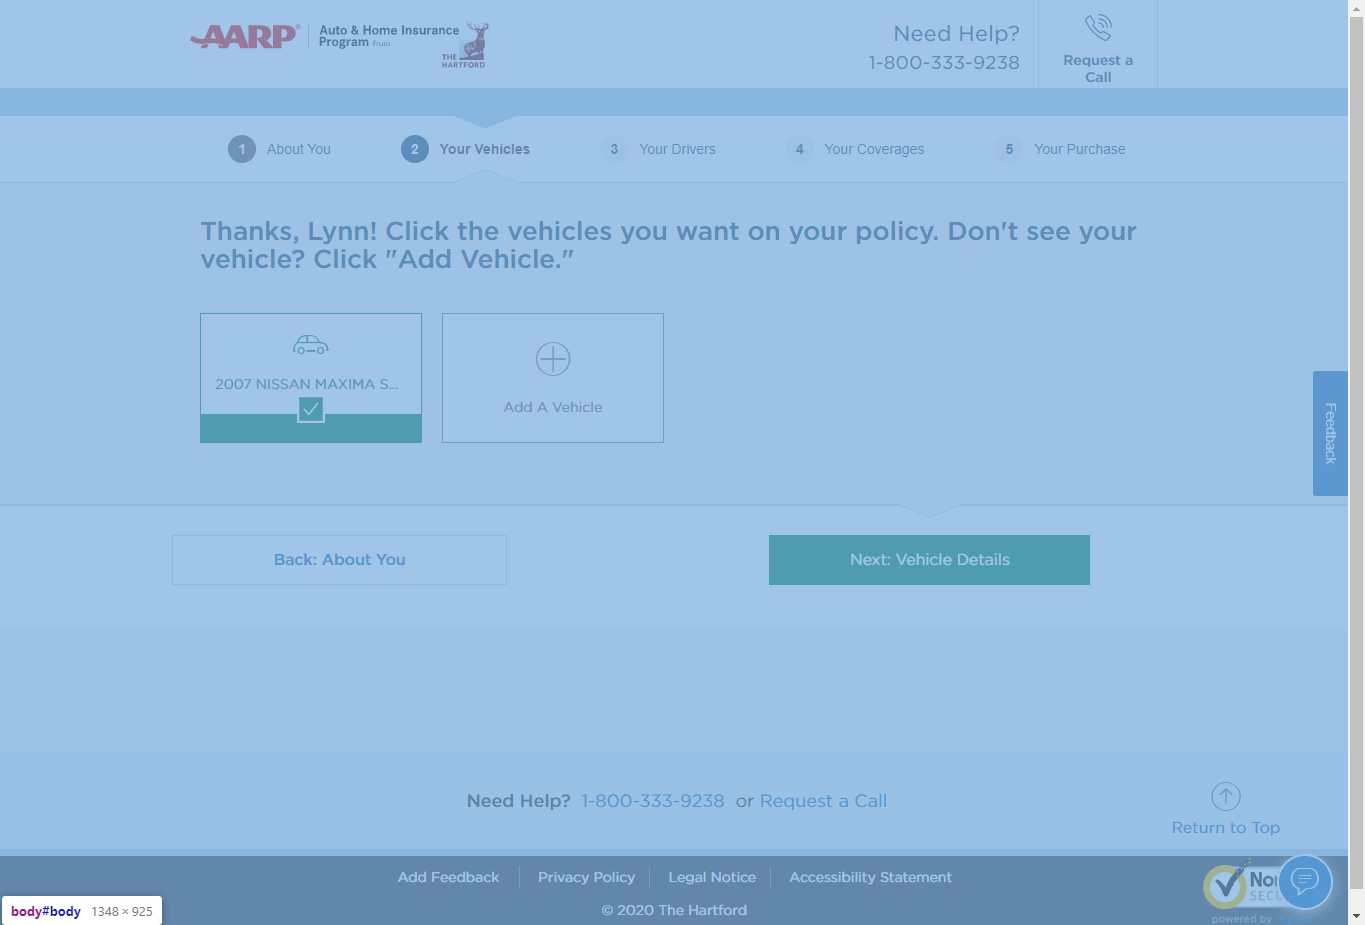 AARP® Auto & Home Insurance Program from
THE HARTFORD
Need Help?
1-800-333-9238
Request a
Call
1 About You
2 Your Vehicles
3 Your Drivers
4 Your Coverages
5 Your Purchase
Thanks, Lynn! Click the vehicles you want on your policy. Don't see your
vehicle? Click "Add Vehicle."
2007 NISSAN MAXIMA S...
Add A Vehicle
Feedback
Back: About You
Next: Vehicle Details
Need Help? 1-800-333-9238 or Request a Call
Return to Top
Add Feedback
Privacy Policy
Legal Notice
Accessibility Statement
© 2020 The Hartford
powered by
body#body 1348 × 925